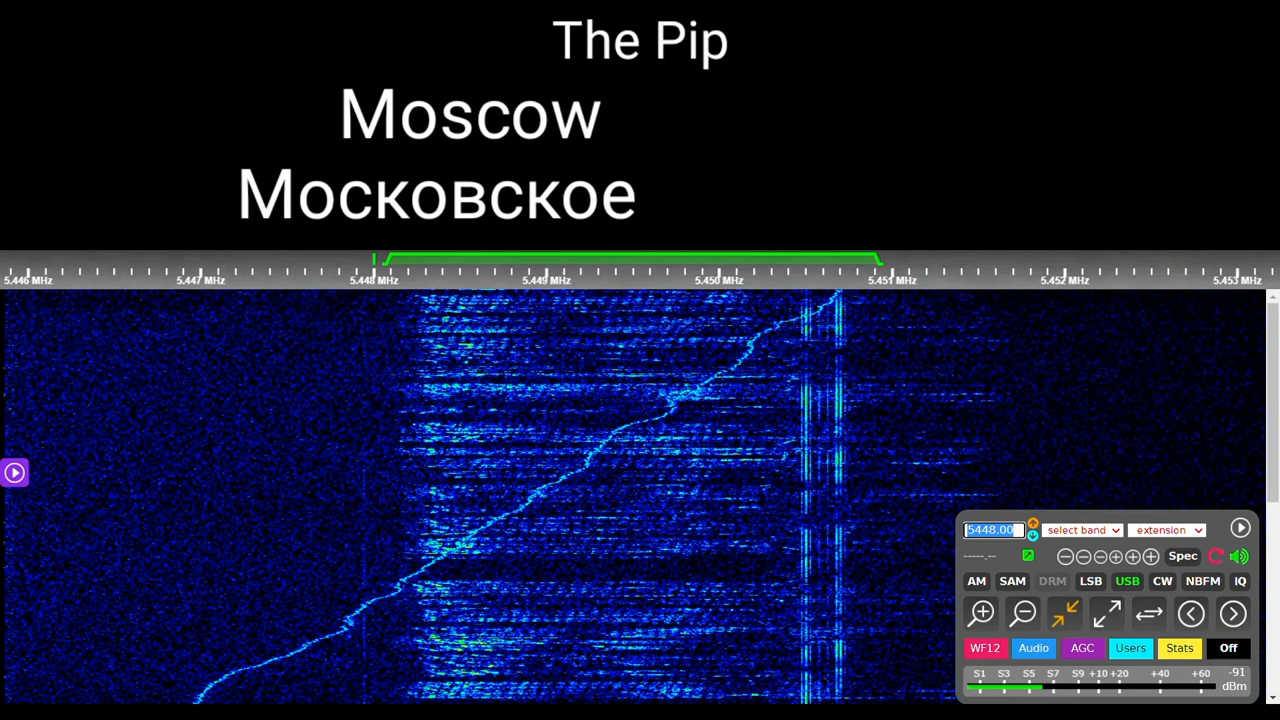 The Pip
Moscow
Московское
5.446 MHz 5.447 MHz 5.448 MHz 5.449 MHz 5.450 MHz 5.451 MHz 5.452 MHz 5.453 MHz
5448.00 select band extension
-----.-- Spec
AM SAM DRM LSB USB CW NBFM IQ
WF12 Audio AGC Users Stats Off
S1 S3 S5 S7 S9 +10 +20 +40 +60 -91
dBm